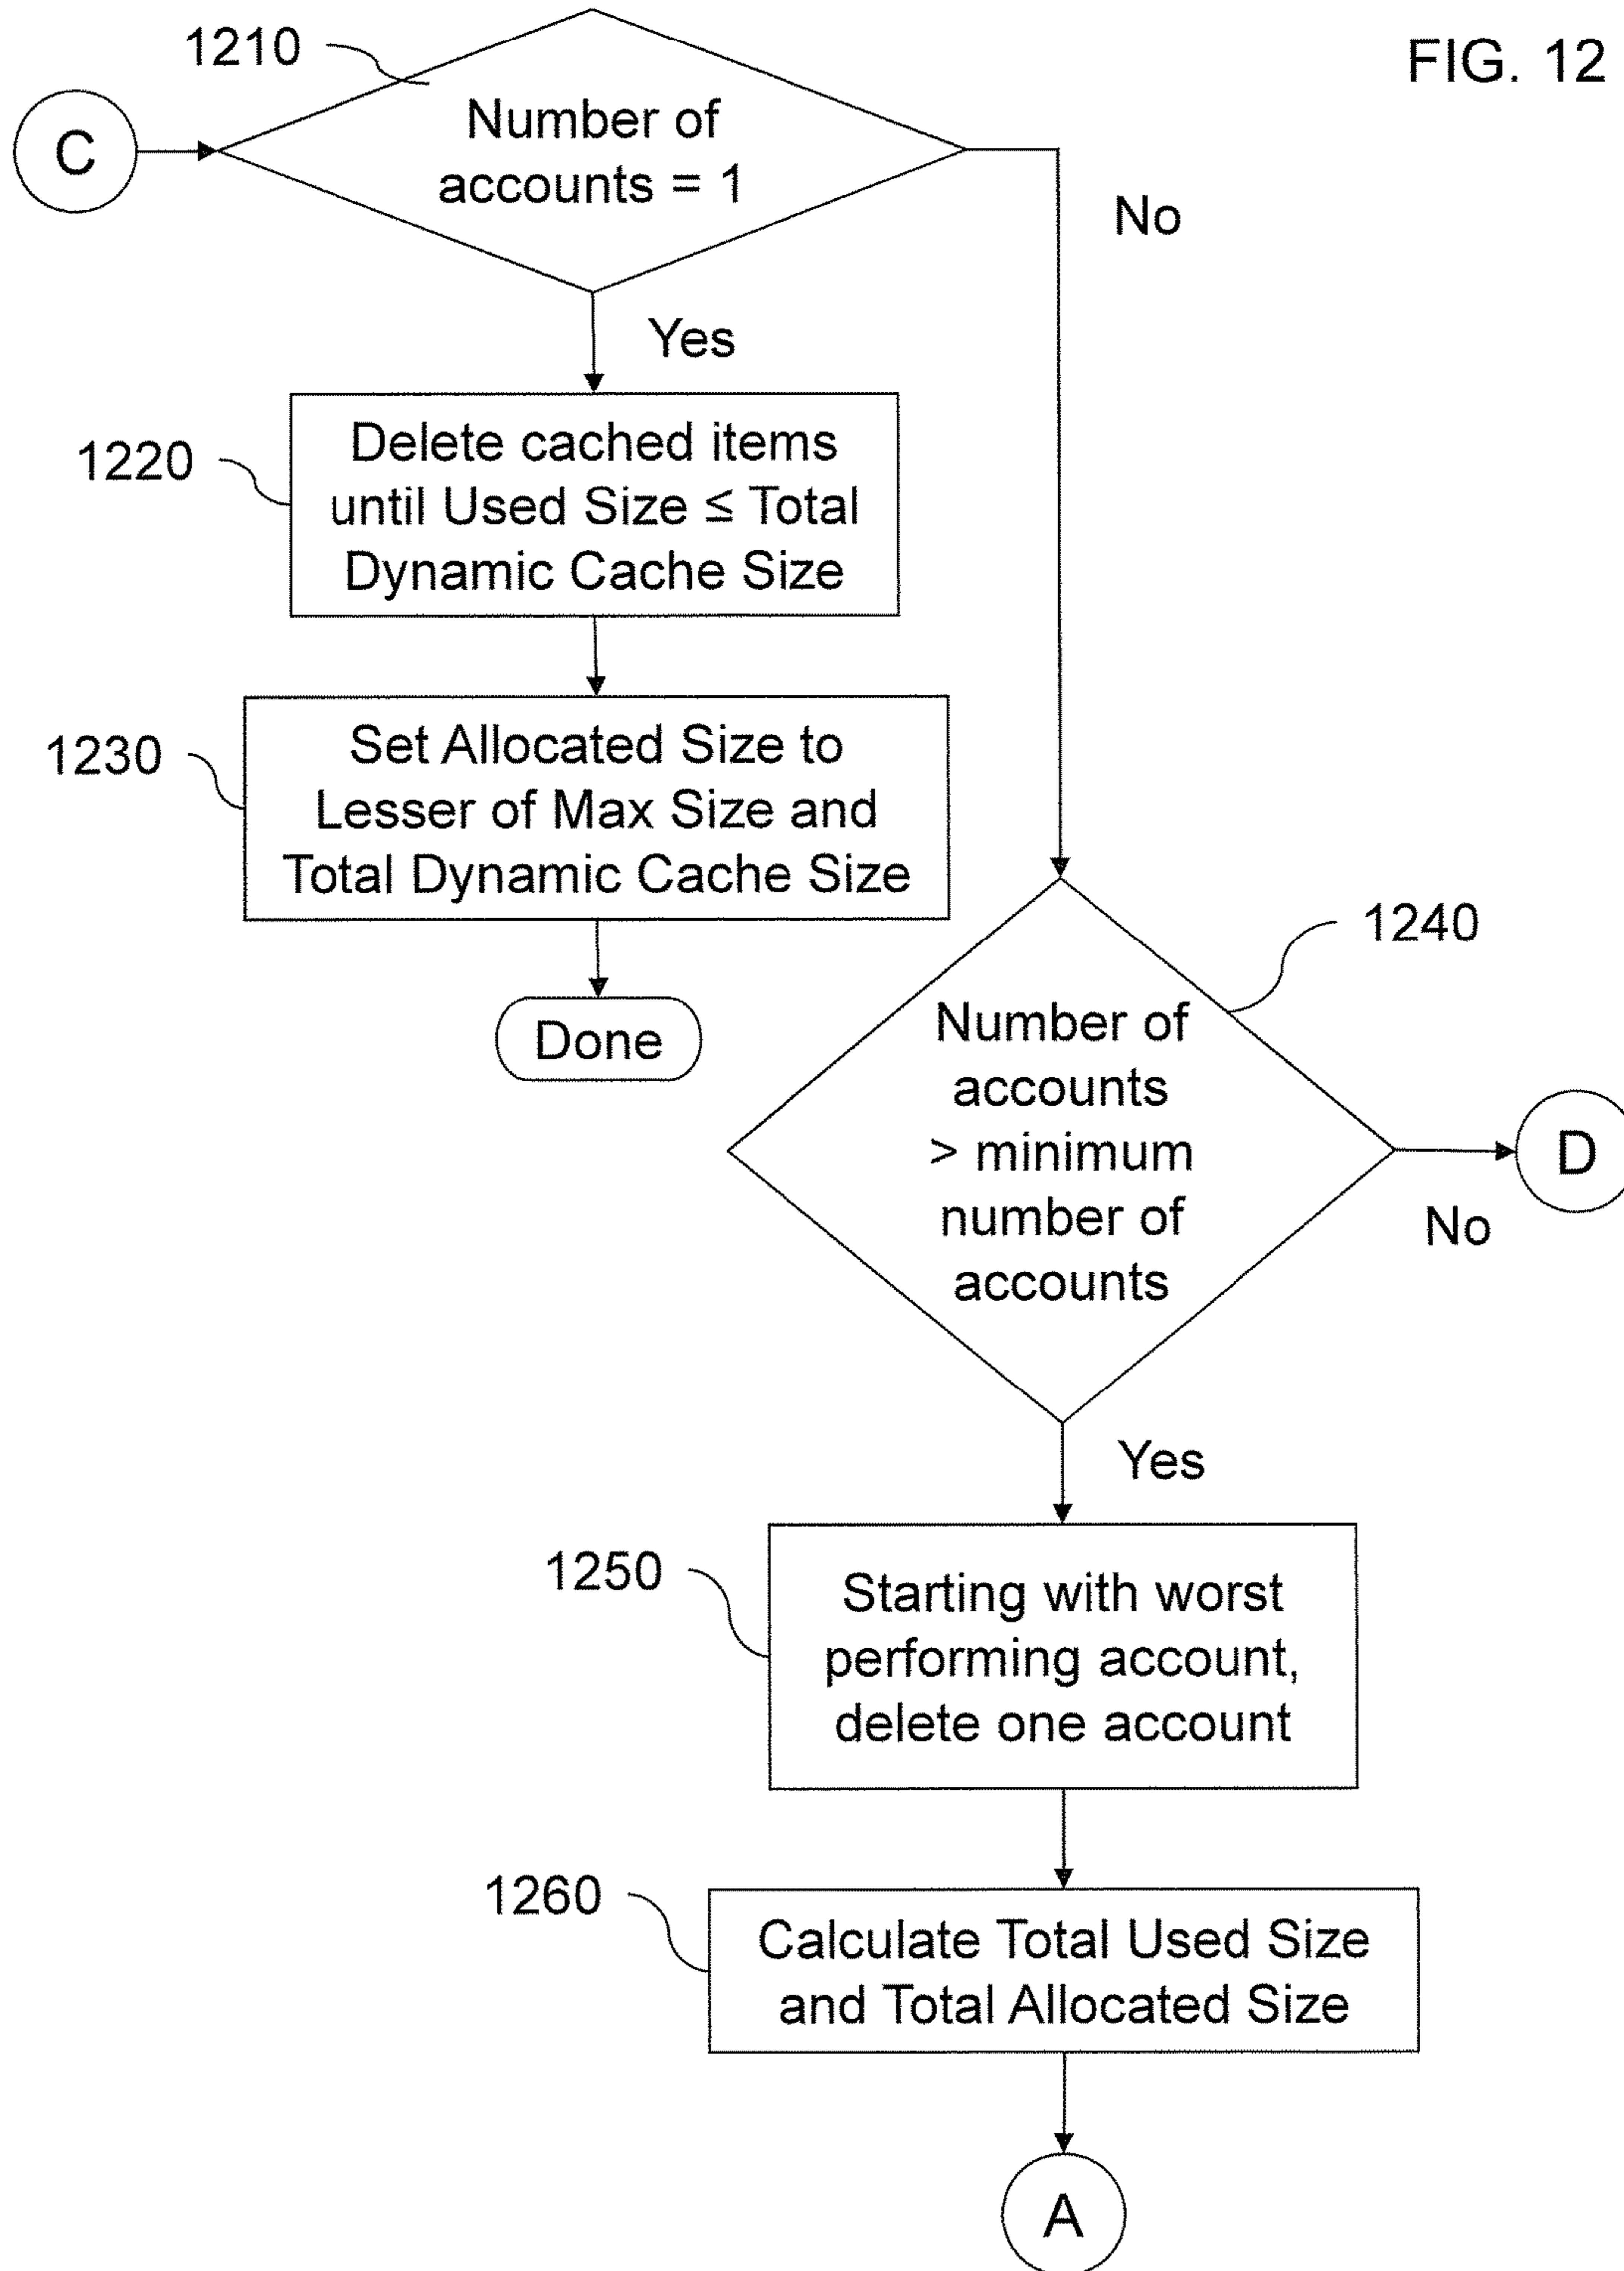 FIG. 12
1210
C
Number of
accounts = 1
No
Yes
1220
Delete cached items
until Used Size ≤ Total
Dynamic Cache Size
1230
Set Allocated Size to
Lesser of Max Size and
Total Dynamic Cache Size
Done
1240
Number of
accounts
> minimum
number of
accounts
D
No
Yes
1250
Starting with worst
performing account,
delete one account
1260
Calculate Total Used Size
and Total Allocated Size
A